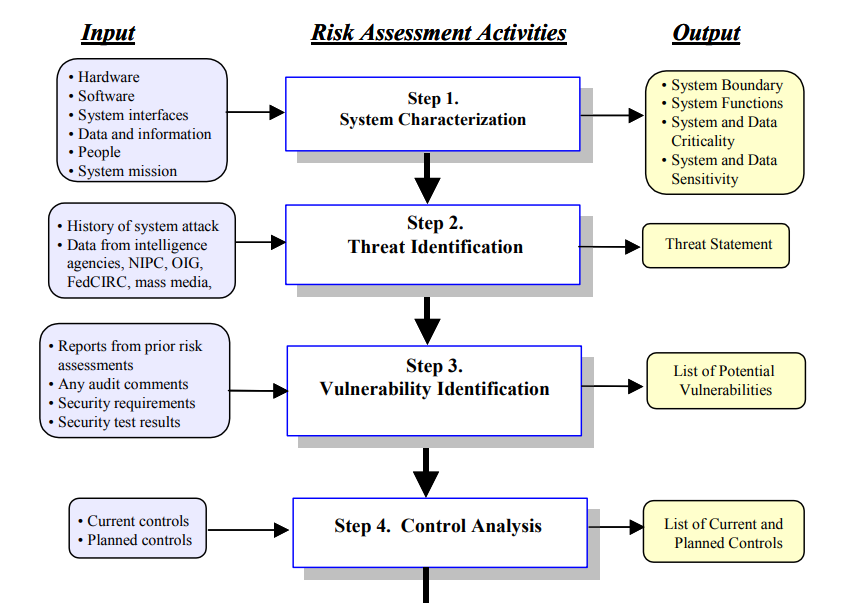 Input
Risk Assessment Activities
Output
• Hardware
• Software
• System interfaces
• Data and information
• People
• System mission
Step 1.
System Characterization
• System Boundary
• System Functions
• System and Data
Criticality
• System and Data
Sensitivity
• History of system attack
• Data from intelligence
agencies, NIPC, OIG,
FedCIRC, mass media,
Step 2.
Threat Identification
Threat Statement
• Reports from prior risk
assessments
• Any audit comments
• Security requirements
• Security test results
Step 3.
Vulnerability Identification
List of Potential
Vulnerabilities
• Current controls
• Planned controls
Step 4. Control Analysis
List of Current and
Planned Controls